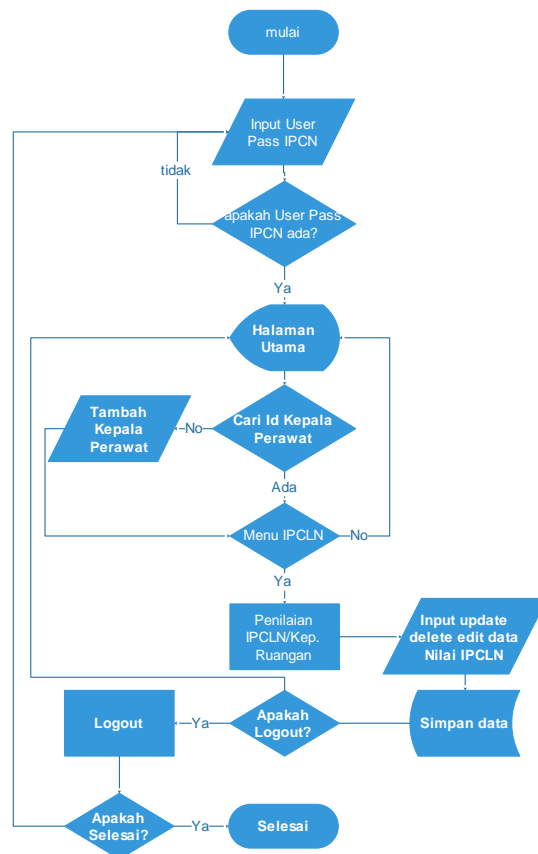 mulai
Input User
Pass IPCN
tidak
apakah User Pass
IPCN ada?
Ya
Halaman
Utama
Tambah
Kepala
Perawat
No
Cari Id Kepala
Perawat
Ada
Menu IPCLN
No
Ya
Penilaian
IPCLN/Kep.
Ruangan
Input update
delete edit data
Nilai IPCLN
Logout
Ya
Apakah
Logout?
Simpan data
Apakah
Selesai?
Ya
Selesai